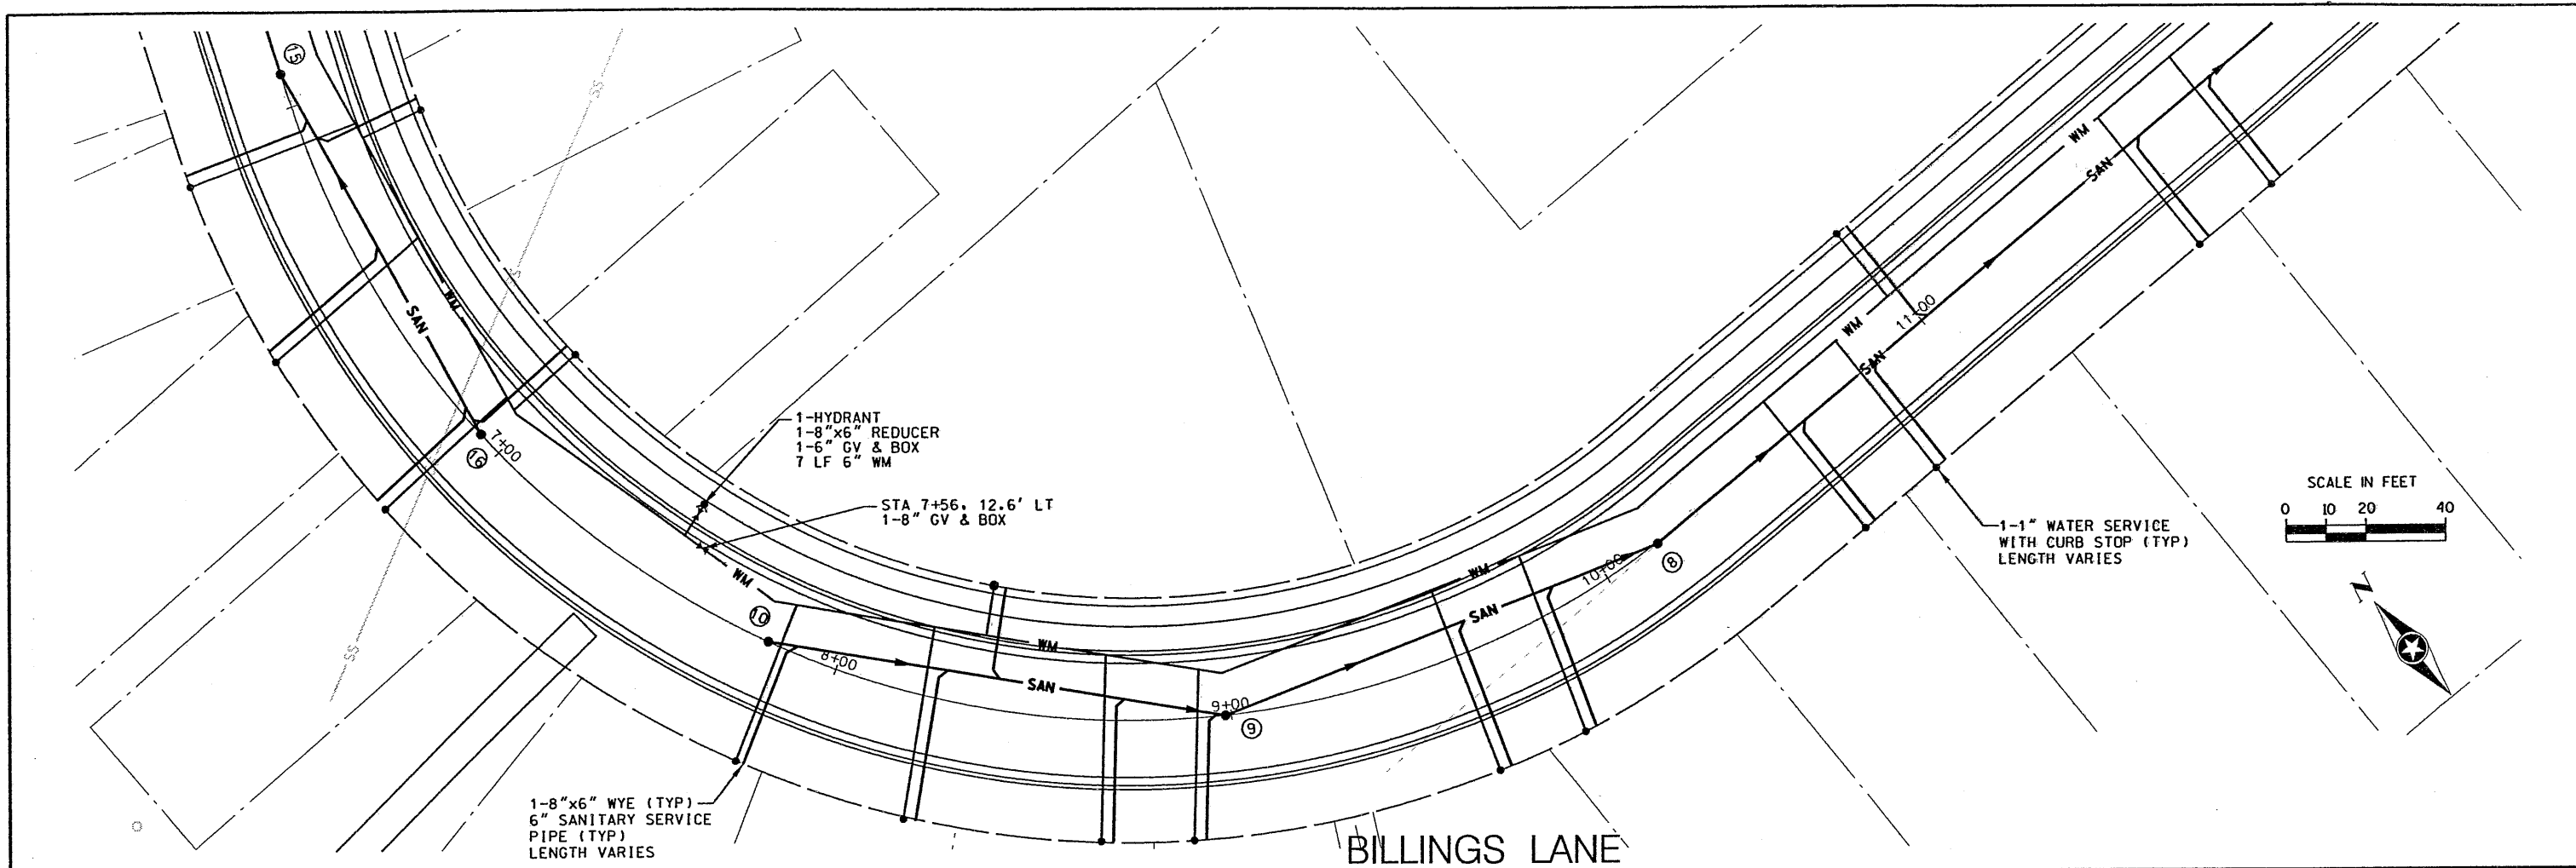 15
SS
WM
SAN
WM
SAN
SS
WM
SAN
11+00
WM
SAN
1-HYDRANT
1-8"x6" REDUCER
1-6" GV & BOX
7 LF 6" WM
7+00
16
STA 7+56, 12.6' LT
1-8" GV & BOX
SCALE IN FEET
0 10 20 40
1-1" WATER SERVICE
WITH CURB STOP (TYP)
LENGTH VARIES
N
WM
WM
10+00
8
10
SAN
WM
8+00
SAN
9+00
9
SS
1-8"x6" WYE (TYP)
6" SANITARY SERVICE
PIPE (TYP)
LENGTH VARIES
BILLINGS LANE